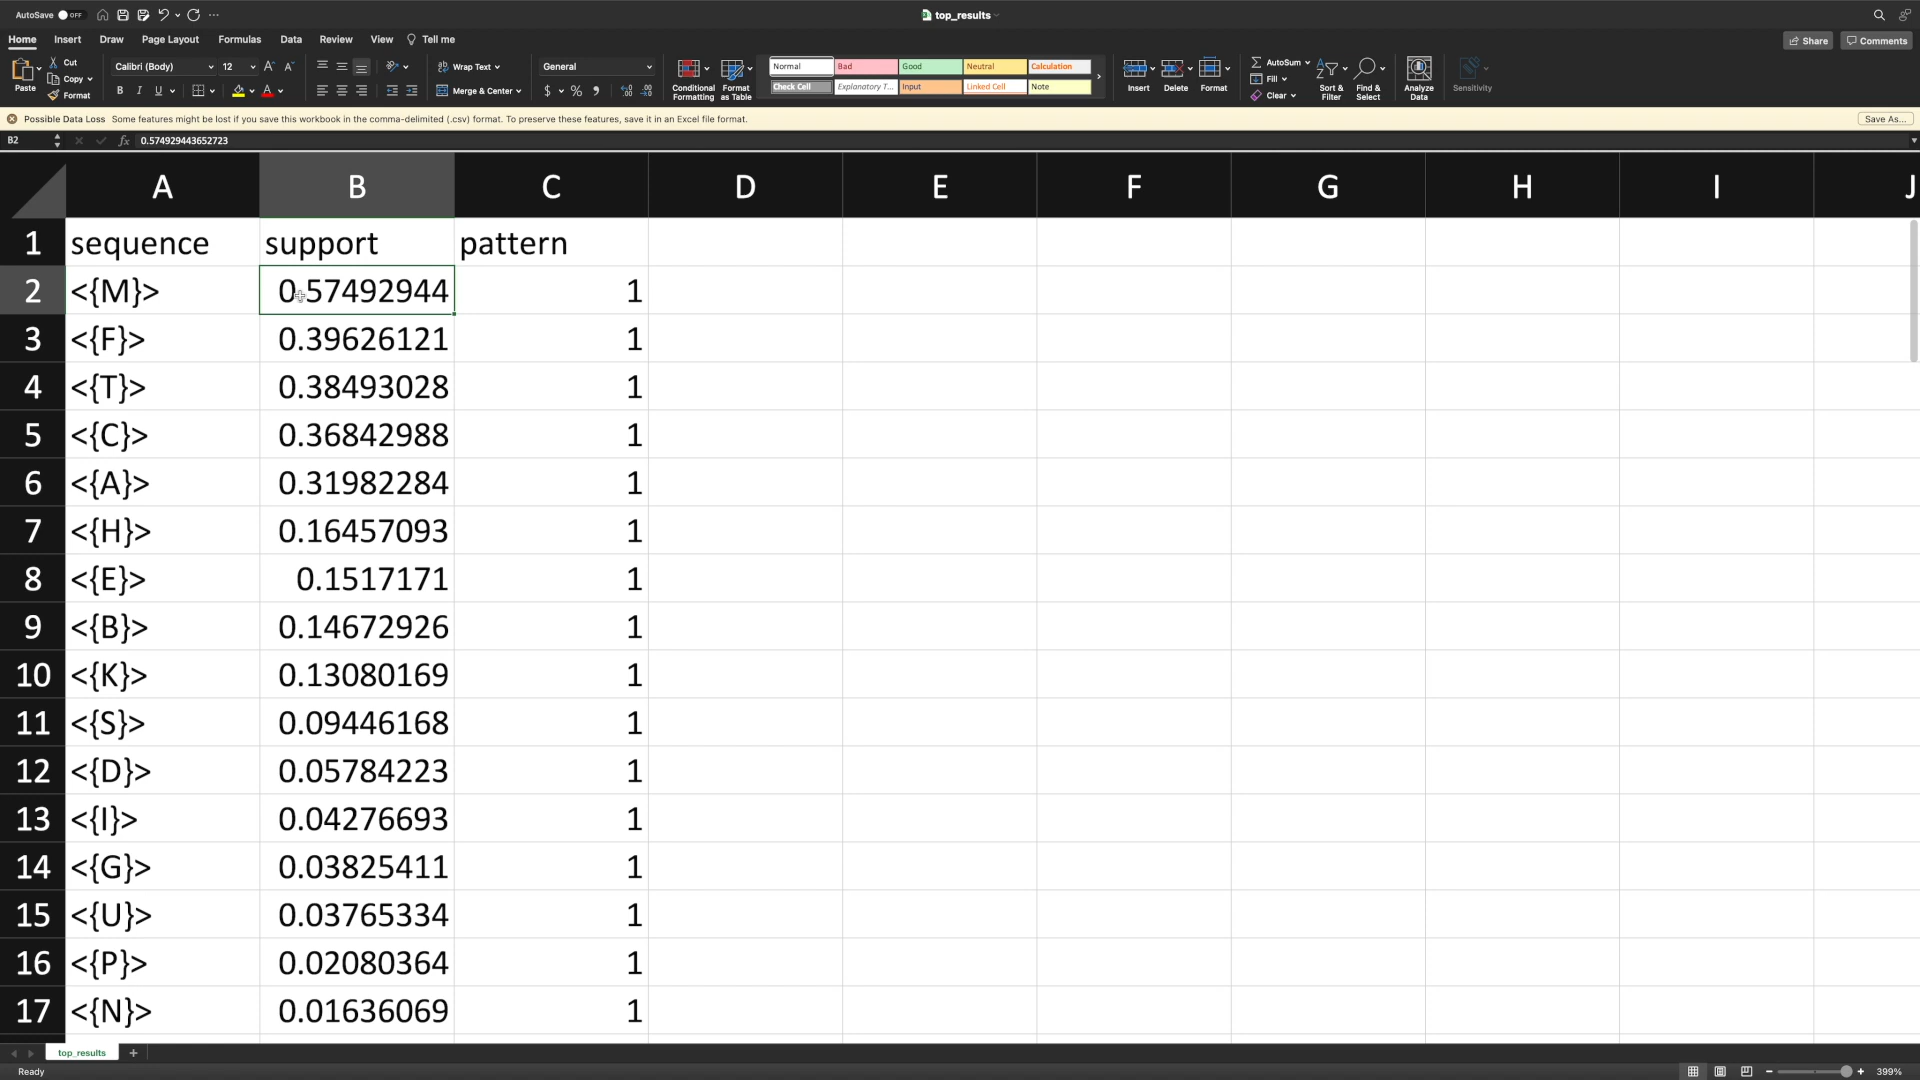 AutoSave OFF top_results
Home Insert Draw Page Layout Formulas Data Review View Tell me Share Comments
Paste Cut Copy Format
Calibri (Body) 12
B I U A
Wrap Text
Merge & Center
General
$ %
Conditional Formatting
Format as Table
Normal Bad Good Neutral Calculation
Check Cell Explanatory T... Input Linked Cell Note
Insert Delete Format
AutoSum
Fill
Clear
Sort & Filter
Find & Select
Analyze Data
Sensitivity
Possible Data Loss Some features might be lost if you save this workbook in the comma-delimited (.csv) format. To preserve these features, save it in an Excel file format. Save As...
B2 fx 0.574929443652723
A B C D E F G H I J
1 sequence support pattern
2 <{M}> 0.57492944 1
3 <{F}> 0.39626121 1
4 <{T}> 0.38493028 1
5 <{C}> 0.36842988 1
6 <{A}> 0.31982284 1
7 <{H}> 0.16457093 1
8 <{E}> 0.1517171 1
9 <{B}> 0.14672926 1
10 <{K}> 0.13080169 1
11 <{S}> 0.09446168 1
12 <{D}> 0.05784223 1
13 <{I}> 0.04276693 1
14 <{G}> 0.03825411 1
15 <{U}> 0.03765334 1
16 <{P}> 0.02080364 1
17 <{N}> 0.01636069 1
top_results +
Ready 399%